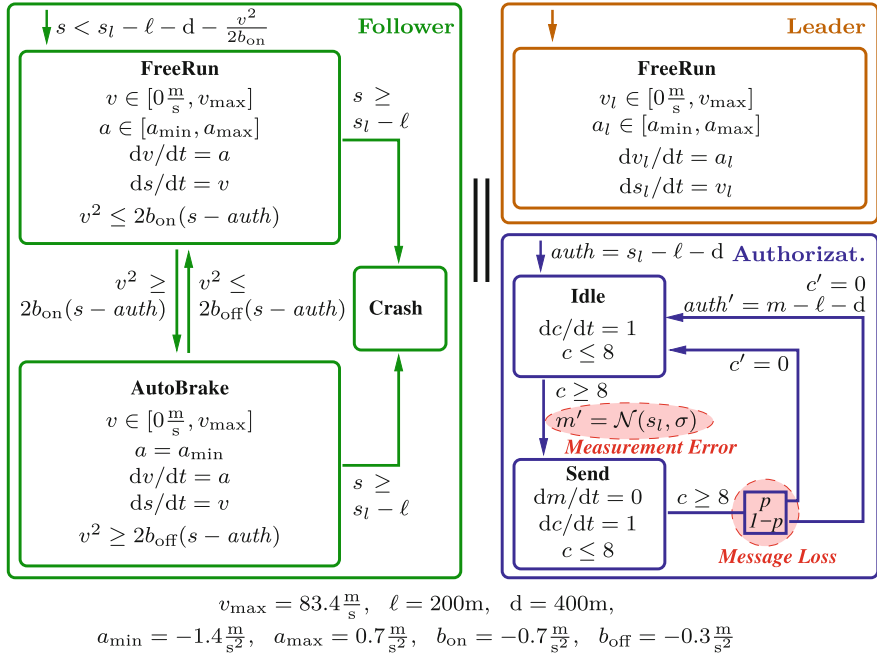 s < s_l − ℓ − d − v²/2b_on
Follower
FreeRun
v ∈ [0 m/s, v_max]
a ∈ [a_min, a_max]
dv/dt = a
ds/dt = v
v² ≤ 2b_on(s − auth)
s ≥
s_l − ℓ
v² ≥
2b_on(s − auth)
v² ≤
2b_off(s − auth)
Crash
AutoBrake
v ∈ [0 m/s, v_max]
a = a_min
dv/dt = a
ds/dt = v
v² ≥ 2b_off(s − auth)
s ≥
s_l − ℓ
Leader
FreeRun
v_l ∈ [0 m/s, v_max]
a_l ∈ [a_min, a_max]
dv_l/dt = a_l
ds_l/dt = v_l
auth = s_l − ℓ − d
Authorizat.
Idle
dc/dt = 1
c ≤ 8
c′ = 0
auth′ = m − ℓ − d
c′ = 0
c ≥ 8
m′ = N(s_l, σ)
Measurement Error
Send
dm/dt = 0
dc/dt = 1
c ≤ 8
c ≥ 8
p
1−p
Message Loss
v_max = 83.4 m/s, ℓ = 200m, d = 400m,
a_min = −1.4 m/s², a_max = 0.7 m/s², b_on = −0.7 m/s², b_off = −0.3 m/s²